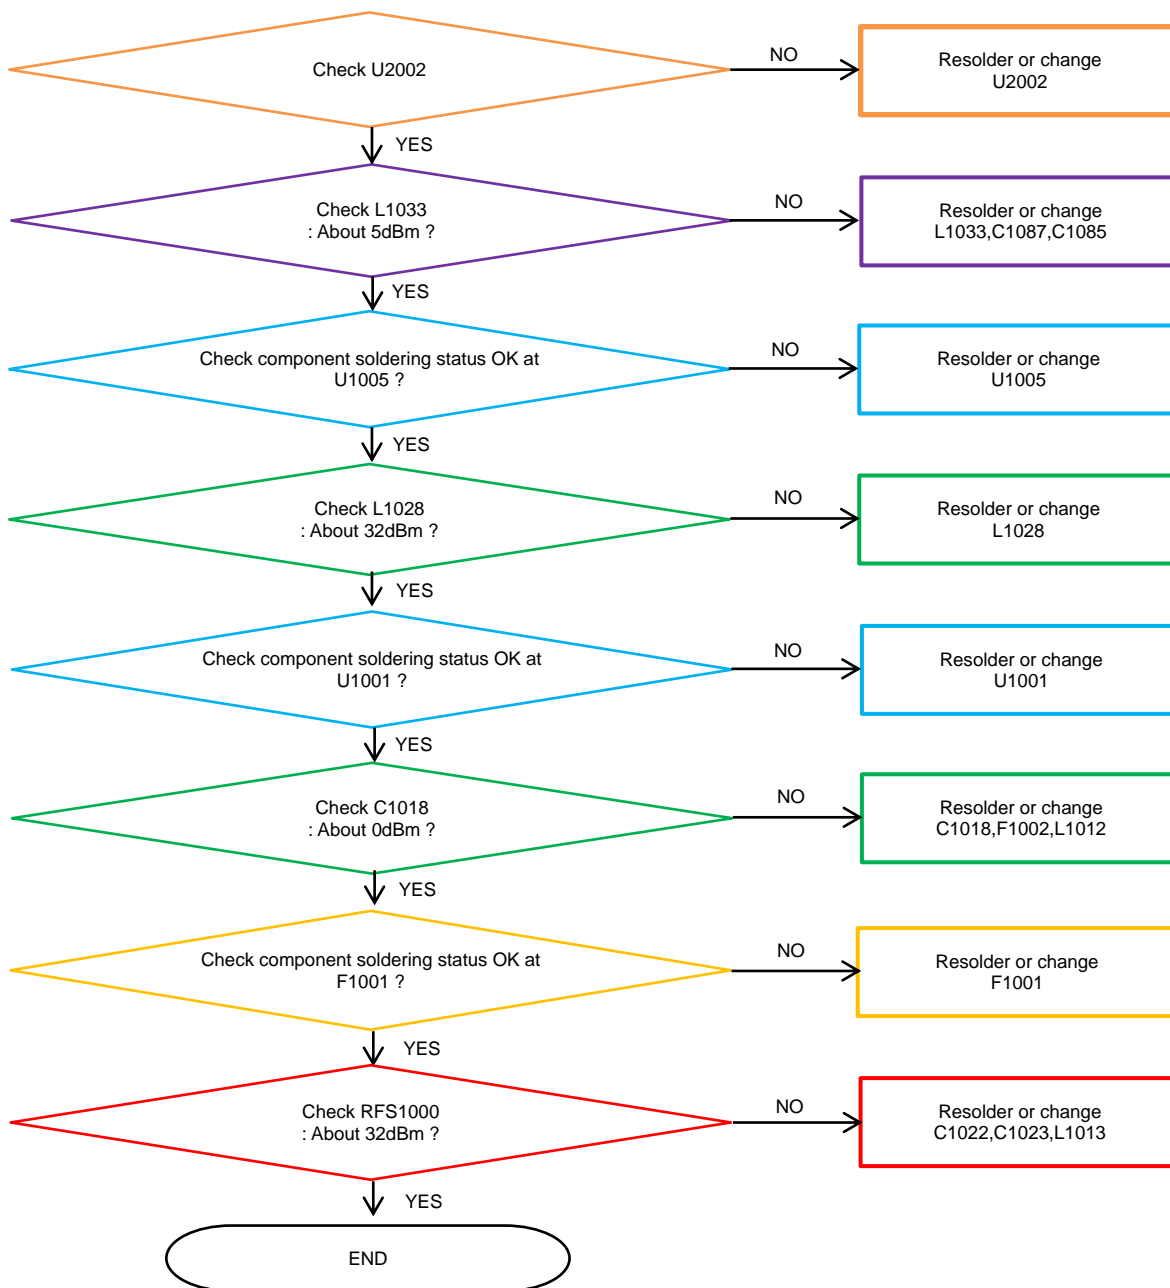 Check U2002
NO
Resolder or change
U2002
YES
Check L1033
: About 5dBm ?
NO
Resolder or change
L1033,C1087,C1085
YES
Check component soldering status OK at
U1005 ?
NO
Resolder or change
U1005
YES
Check L1028
: About 32dBm ?
NO
Resolder or change
L1028
YES
Check component soldering status OK at
U1001 ?
NO
Resolder or change
U1001
YES
Check C1018
: About 0dBm ?
NO
Resolder or change
C1018,F1002,L1012
YES
Check component soldering status OK at
F1001 ?
NO
Resolder or change
F1001
YES
Check RFS1000
: About 32dBm ?
NO
Resolder or change
C1022,C1023,L1013
YES
END